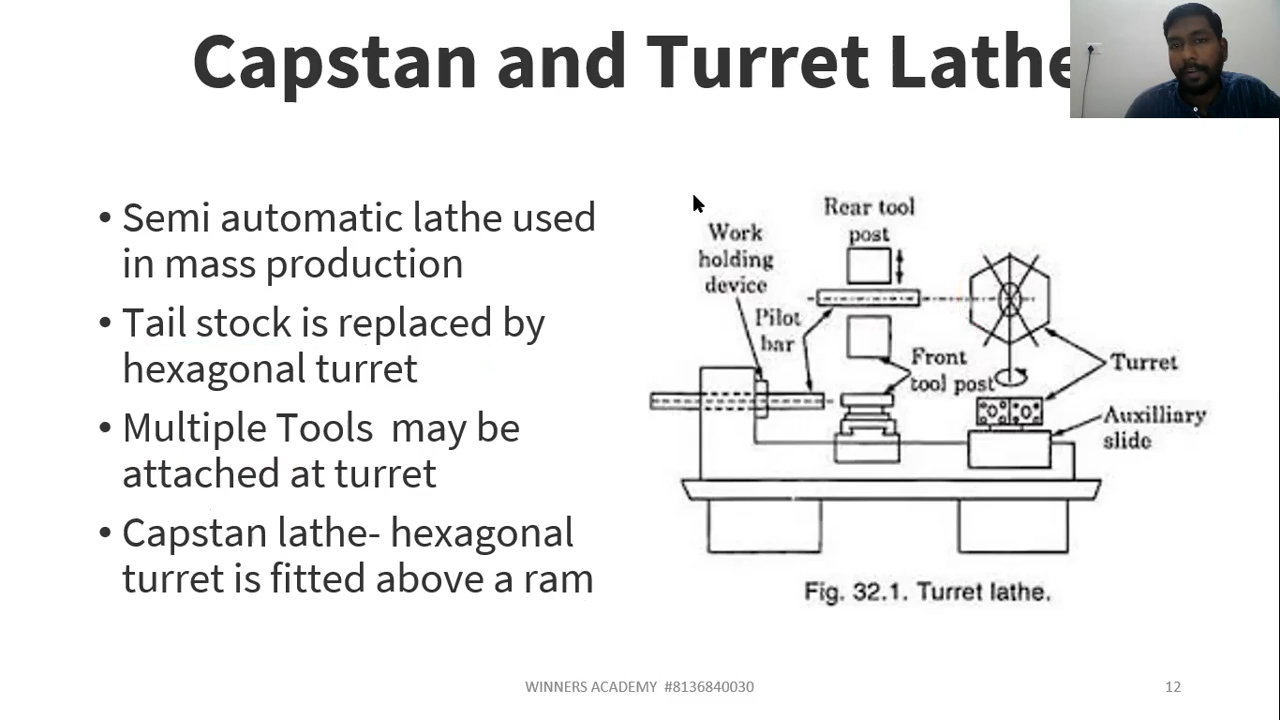 Capstan and Turret Lathe
• Semi automatic lathe used
in mass production
• Tail stock is replaced by
hexagonal turret
• Multiple Tools  may be
attached at turret
• Capstan lathe- hexagonal
turret is fitted above a ram
Rear tool
post
Work
holding
device
Pilot
bar
Front
tool post
Turret
Auxilliary
slide
Fig. 32.1. Turret lathe.
WINNERS ACADEMY  #8136840030
12